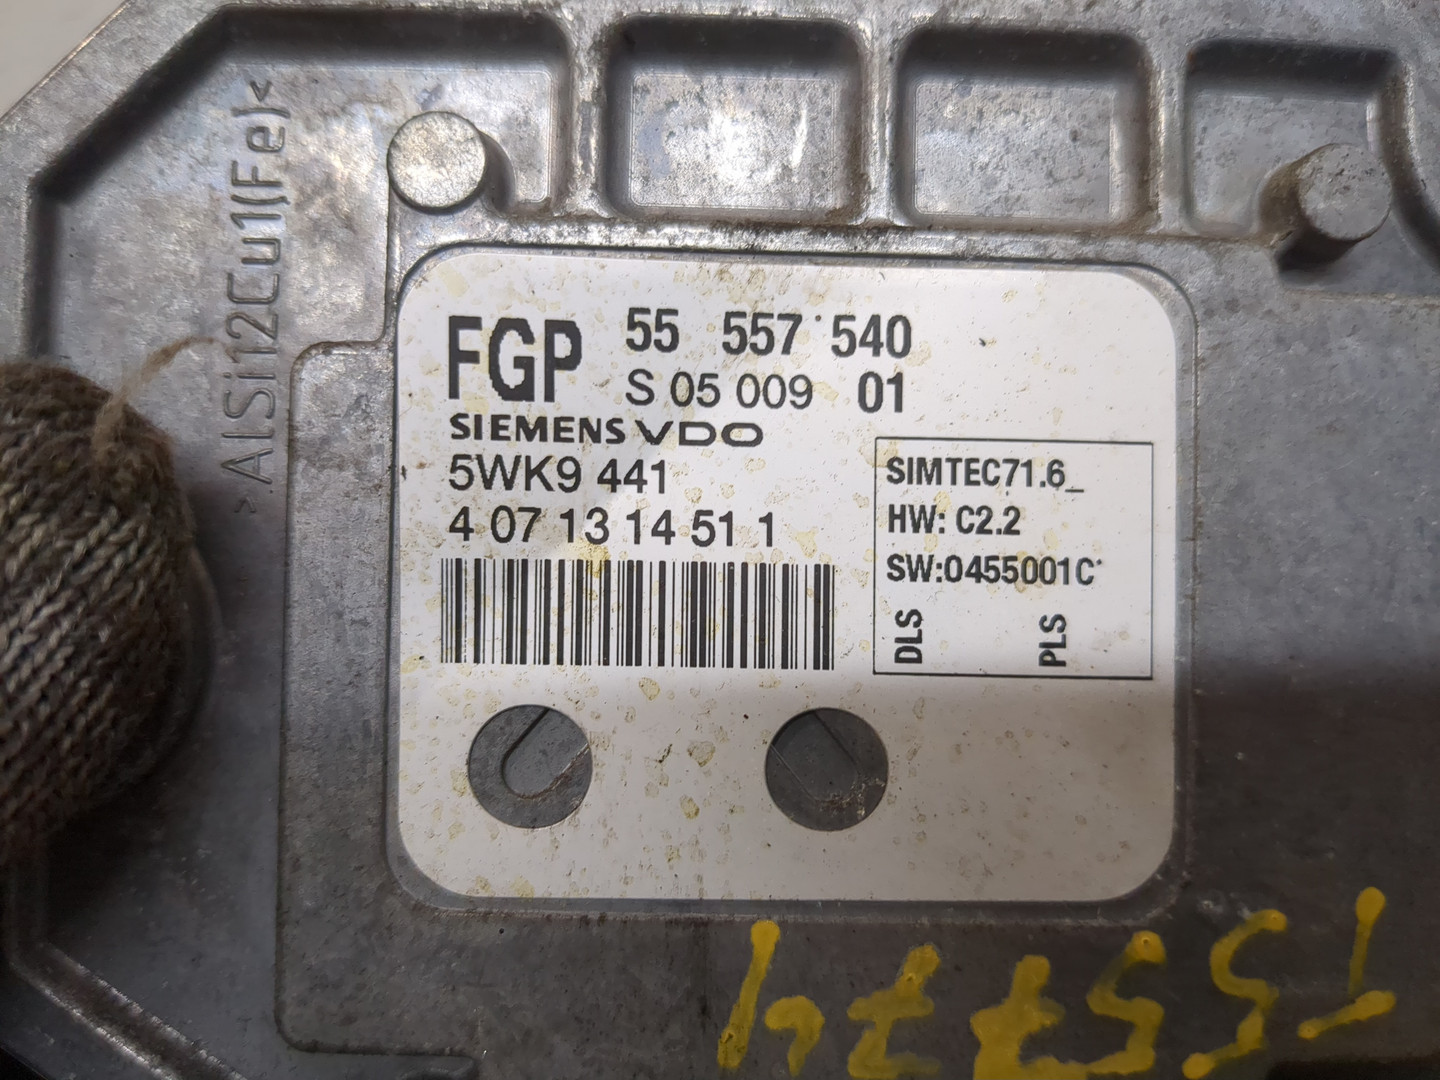 >AlSi12Cu1(Fe)<
FGP 55 557 540
S 05 009 01
SIEMENS VDO
5WK9 441
4 07 13 14 51 1
SIMTEC71.6_
HW: C2.2
SW:0455001C
DLS PLS